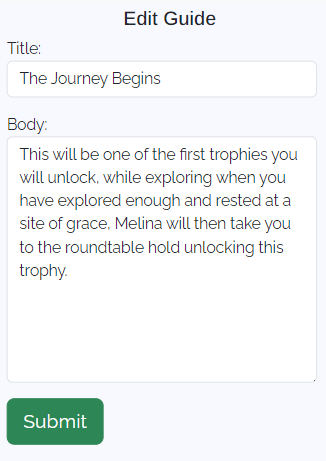 Edit Guide
Title:
The Journey Begins
Body:
This will be one of the first trophies you
will unlock, while exploring when you
have explored enough and rested at a
site of grace, Melina will then take you
to the roundtable hold unlocking this
trophy.
Submit